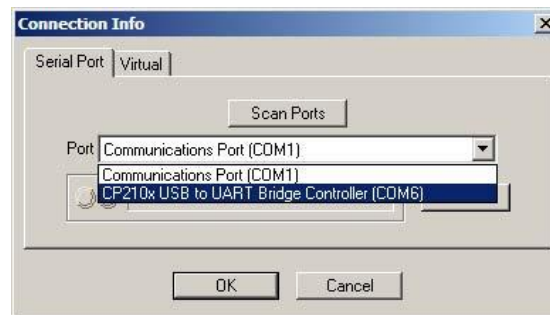 Connection Info
Serial Port Virtual
Scan Ports
Port Communications Port (COM1)
Communications Port (COM1)
CP210x USB to UART Bridge Controller (COM6)
OK Cancel